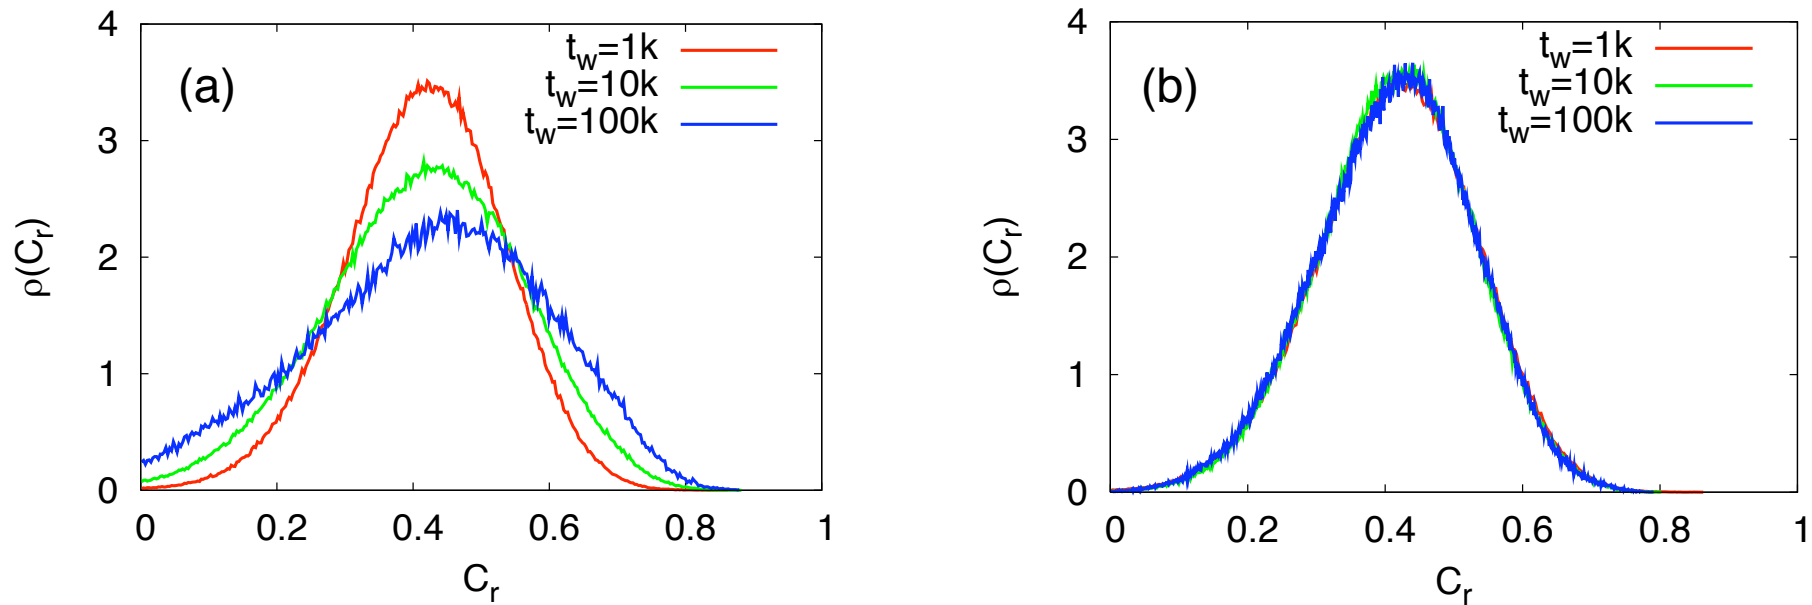 (a)
t_w=1k
t_w=10k
t_w=100k
ρ(C_r)
4
3
2
1
0
0 0.2 0.4 0.6 0.8 1
C_r
(b)
t_w=1k
t_w=10k
t_w=100k
ρ(C_r)
4
3
2
1
0
0 0.2 0.4 0.6 0.8 1
C_r